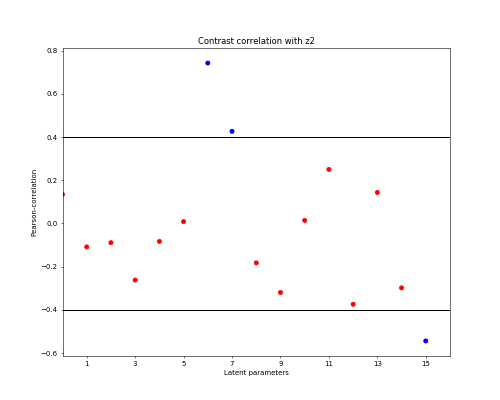 Contrast correlation with z2
0.8
0.6
0.4
0.2
0.0
−0.2
−0.4
−0.6
Pearson-correlation
1 3 5 7 9 11 13 15
Latent parameters